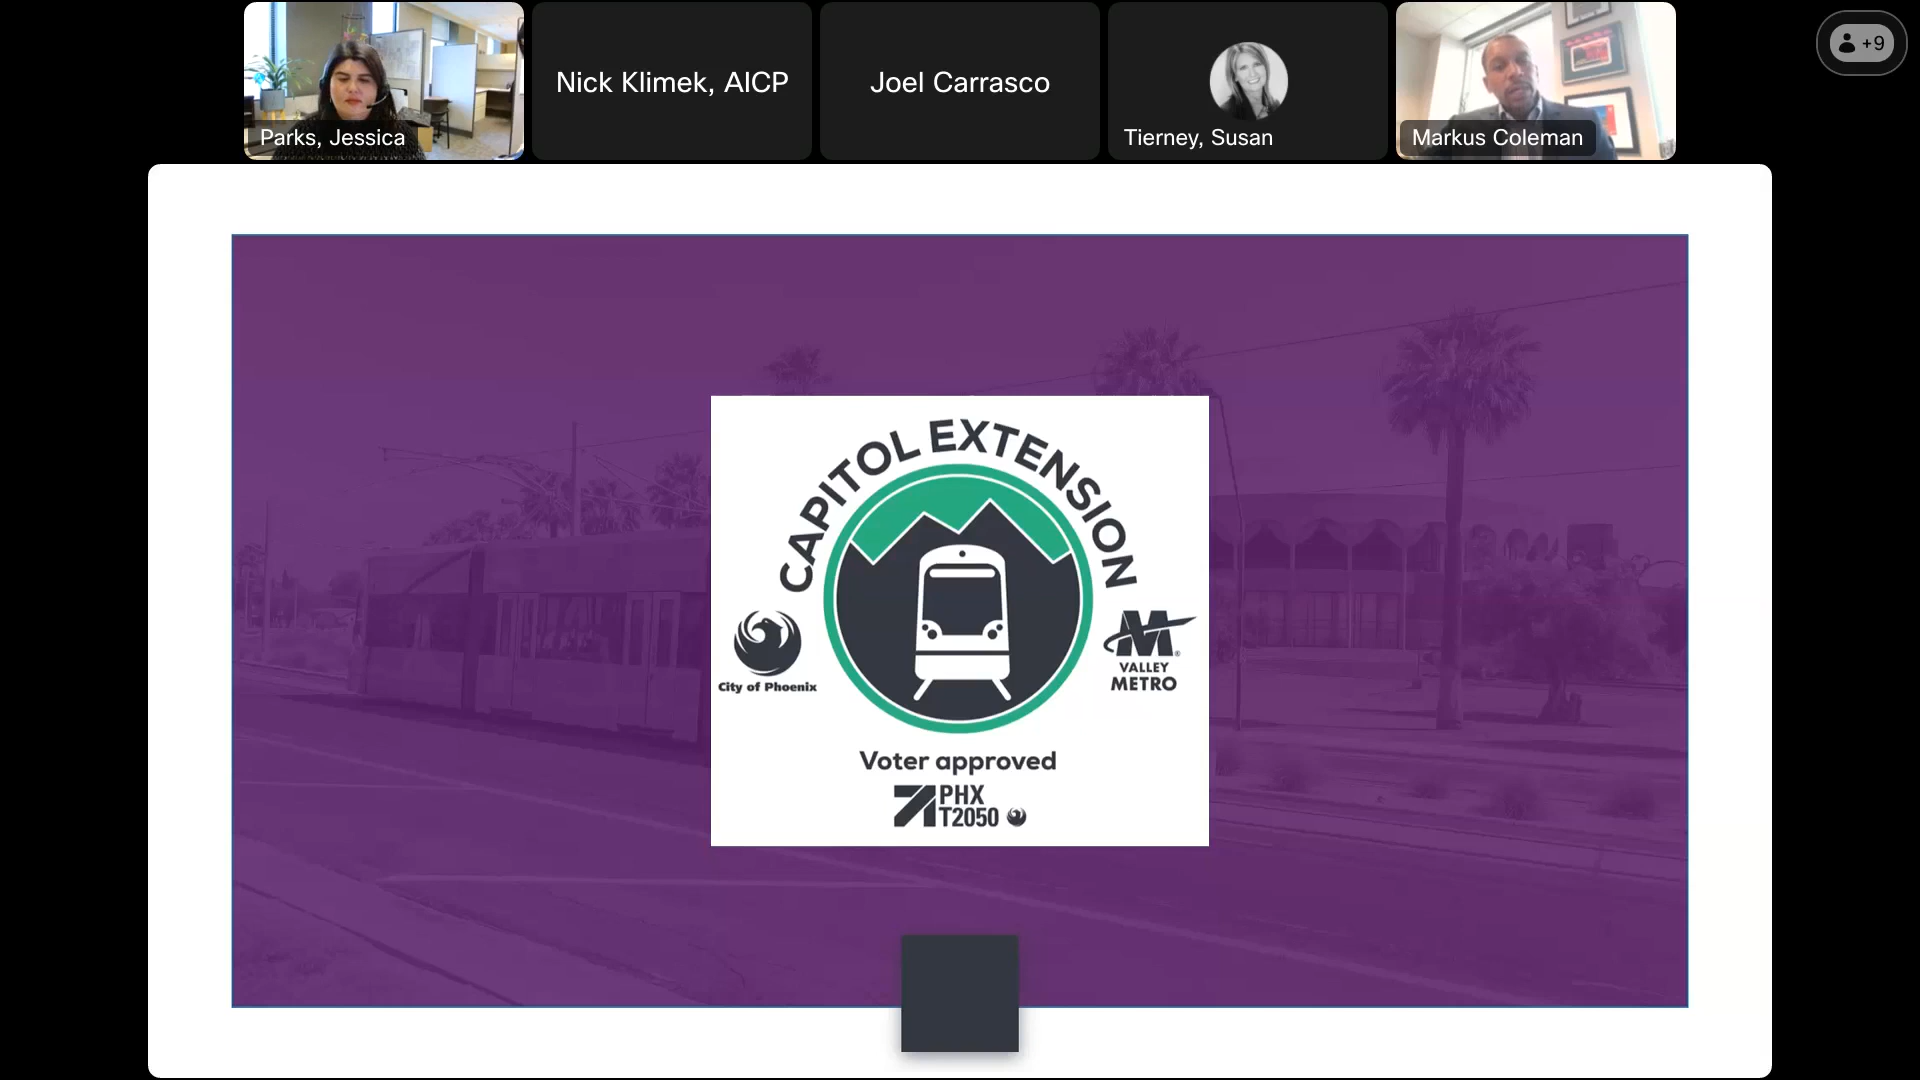 Parks, Jessica
Nick Klimek, AICP
Joel Carrasco
Tierney, Susan
Markus Coleman
+9
CAPITOL EXTENSION
City of Phoenix
VALLEY
METRO
Voter approved
PHX
T2050